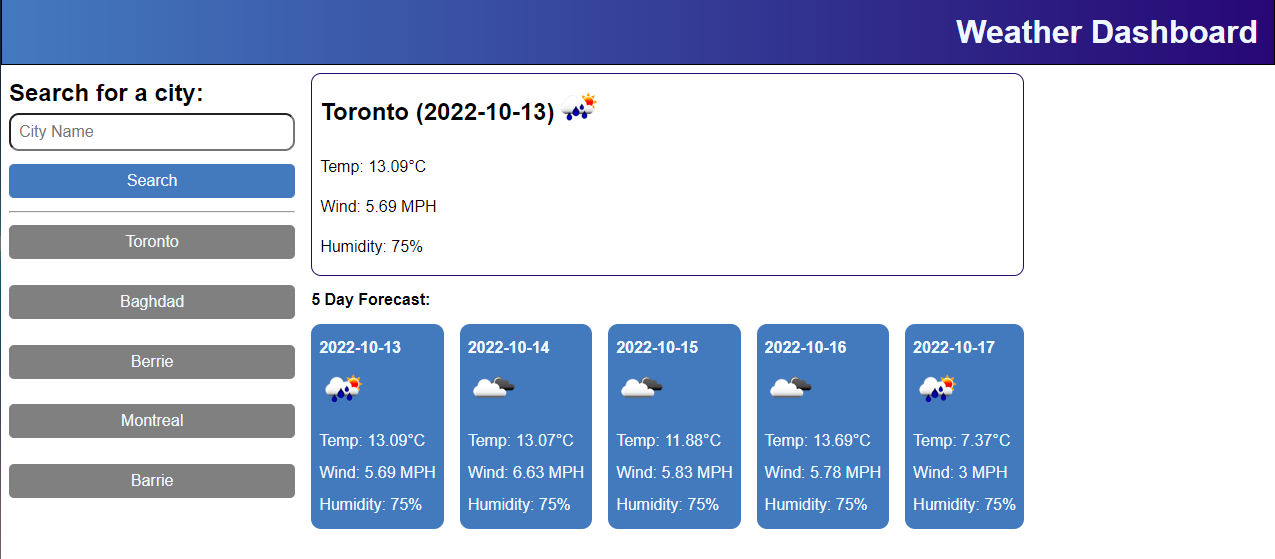 Weather Dashboard
Search for a city:
City Name
Search
Toronto
Baghdad
Berrie
Montreal
Barrie
Toronto (2022-10-13)
Temp: 13.09°C
Wind: 5.69 MPH
Humidity: 75%
5 Day Forecast:
2022-10-13
Temp: 13.09°C
Wind: 5.69 MPH
Humidity: 75%
2022-10-14
Temp: 13.07°C
Wind: 6.63 MPH
Humidity: 75%
2022-10-15
Temp: 11.88°C
Wind: 5.83 MPH
Humidity: 75%
2022-10-16
Temp: 13.69°C
Wind: 5.78 MPH
Humidity: 75%
2022-10-17
Temp: 7.37°C
Wind: 3 MPH
Humidity: 75%